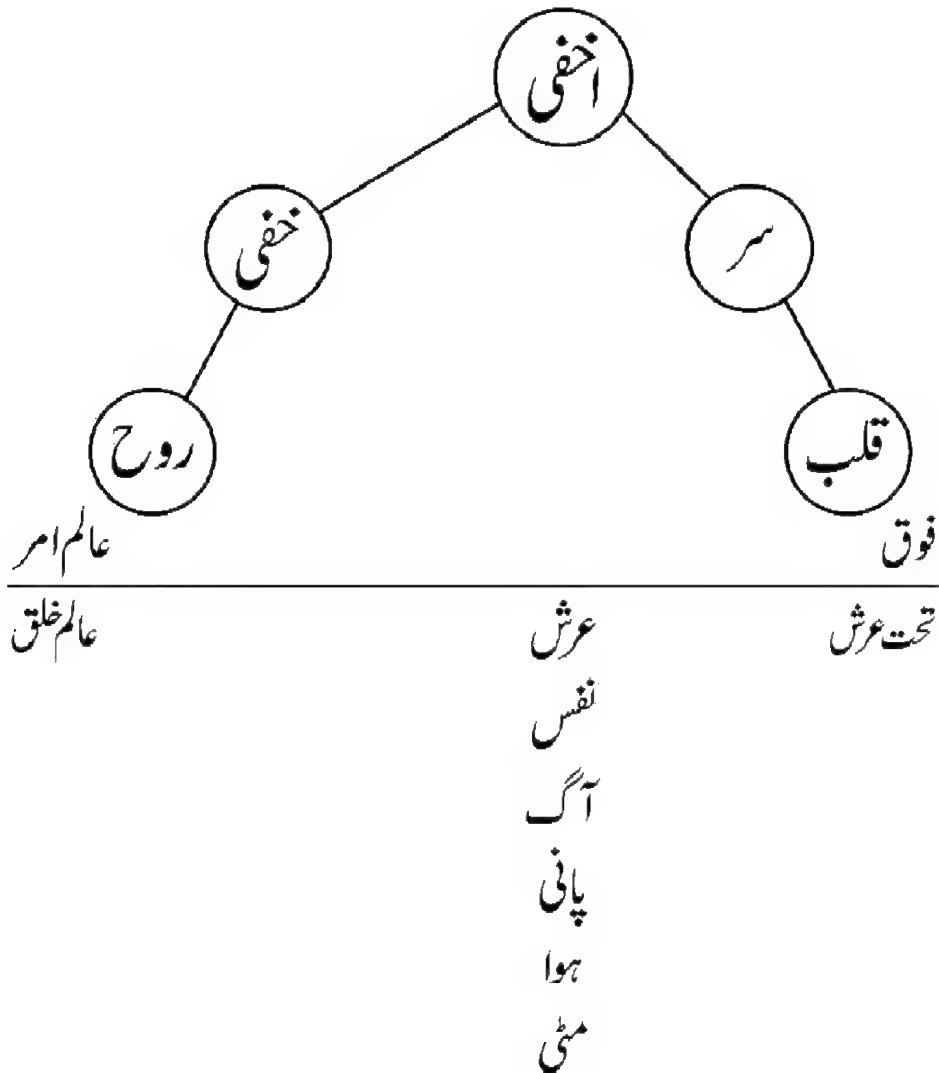 اخفی
سر
خفی
قلب
روح
فوق
عالم امر
تحت عرش
عرش
عالم خلق
نفس
آگ
پانی
ہوا
مٹی